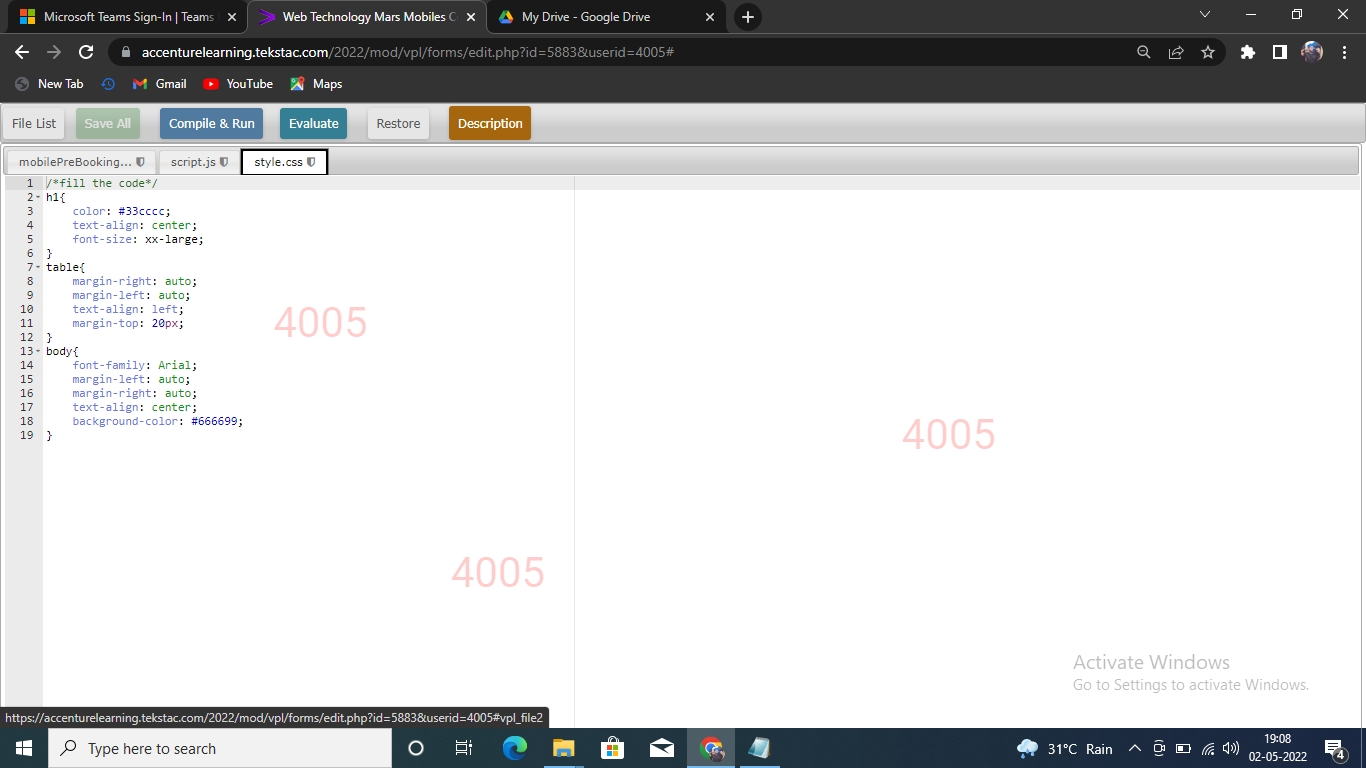 Microsoft Teams Sign-In | Teams
Web Technology Mars Mobiles C
My Drive - Google Drive
accenturelearning.tekstac.com/2022/mod/vpl/forms/edit.php?id=5883&userid=4005#
New Tab
Gmail
YouTube
Maps
File List
Save All
Compile & Run
Evaluate
Restore
Description
mobilePreBooking...
script.js
style.css
1 /*fill the code*/
2 h1{
3 color: #33cccc;
4 text-align: center;
5 font-size: xx-large;
6 }
7 table{
8 margin-right: auto;
9 margin-left: auto;
10 text-align: left;
11 margin-top: 20px;
12 }
13 body{
14 font-family: Arial;
15 margin-left: auto;
16 margin-right: auto;
17 text-align: center;
18 background-color: #666699;
19 }
4005
4005
4005
Activate Windows
Go to Settings to activate Windows.
https://accenturelearning.tekstac.com/2022/mod/vpl/forms/edit.php?id=5883&userid=4005#vpl_file2
Type here to search
31°C Rain
19:08
02-05-2022
4